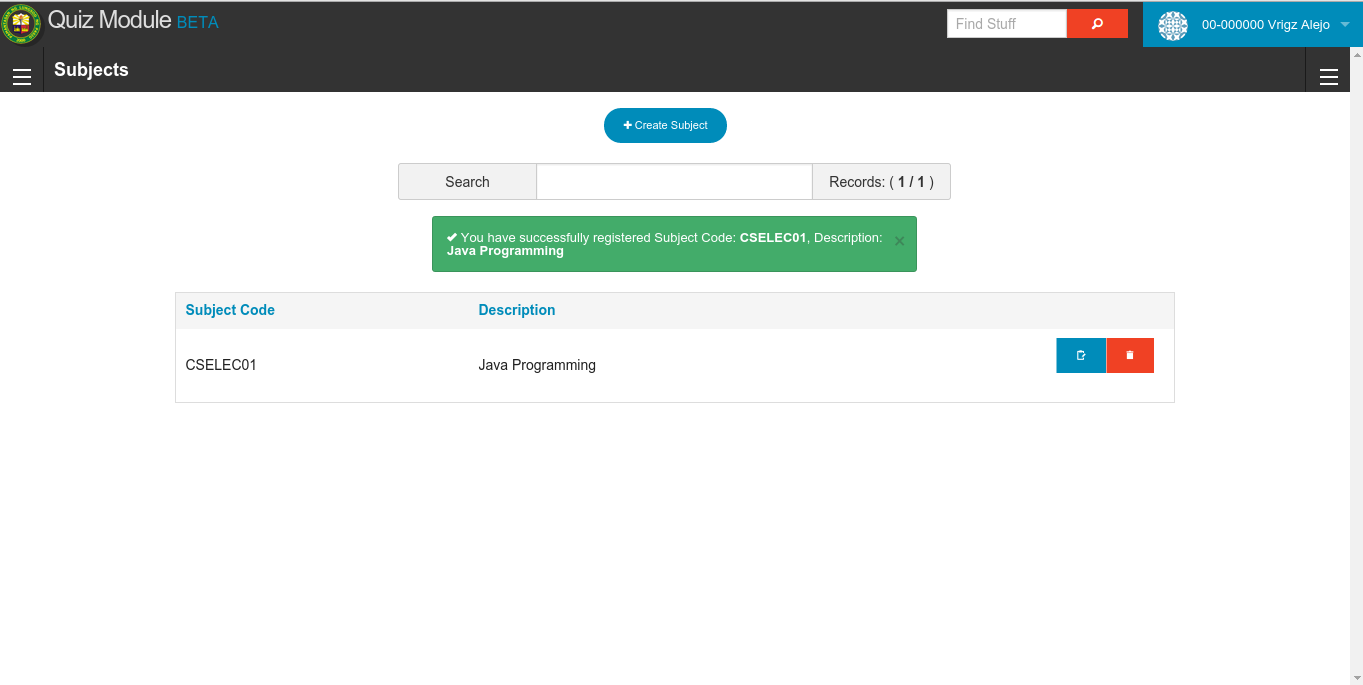 Quiz Module BETA
Find Stuff
00-000000 Vrigz Alejo
Subjects
Create Subject
Search
Records: ( 1 / 1 )
You have successfully registered Subject Code: CSELEC01, Description:
Java Programming
×
Subject Code Description
CSELEC01 Java Programming